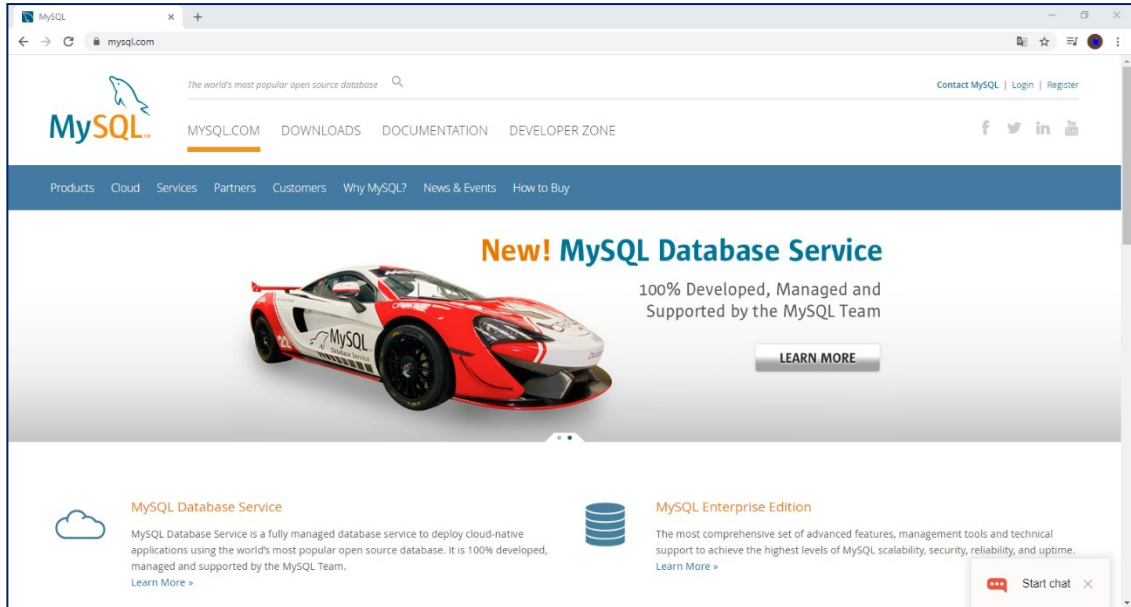 MySQL
mysql.com
The world's most popular open source database
Contact MySQL | Login | Register
MySQL
MYSQL.COM DOWNLOADS DOCUMENTATION DEVELOPER ZONE
Products Cloud Services Partners Customers Why MySQL? News & Events How to Buy
New! MySQL Database Service
100% Developed, Managed and
Supported by the MySQL Team
LEARN MORE
MySQL
Database Service
MySQL Database Service
MySQL Database Service is a fully managed database service to deploy cloud-native
applications using the world's most popular open source database. It is 100% developed,
managed and supported by the MySQL Team.
Learn More »
MySQL Enterprise Edition
The most comprehensive set of advanced features, management tools and technical
support to achieve the highest levels of MySQL scalability, security, reliability, and uptime.
Learn More »
Start chat